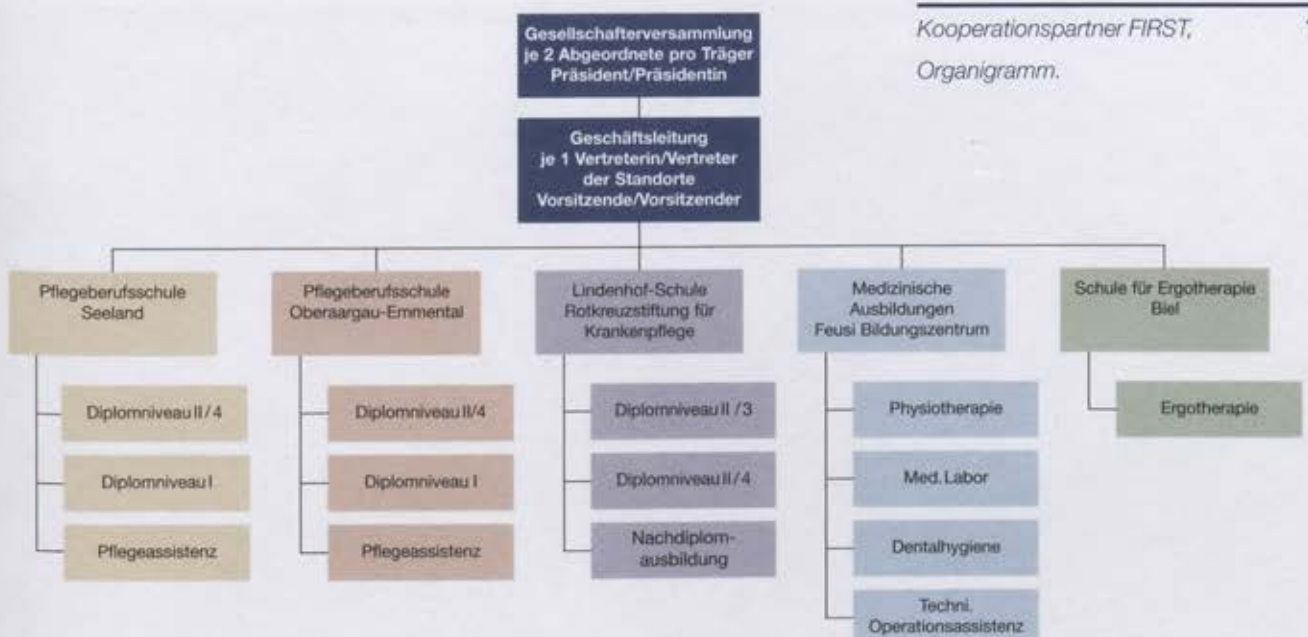 Kooperationspartner FIRST,
Organigramm.
Gesellschafterversammlung
je 2 Abgeordnete pro Träger
Präsident/Präsidentin
Geschäftsleitung
je 1 Vertreterin/Vertreter
der Standorte
Vorsitzende/Vorsitzender
Pflegeberufsschule
Seeland
Diplomniveau II/4
Diplomniveau I
Pflegeassistenz
Pflegeberufsschule
Oberaargau-Emmental
Diplomniveau II/4
Diplomniveau I
Pflegeassistenz
Lindenhof-Schule
Rotkreuzstiftung für
Krankenpflege
Diplomniveau II/3
Diplomniveau II/4
Nachdiplom-
ausbildung
Medizinische
Ausbildungen
Feusi Bildungszentrum
Physiotherapie
Med. Labor
Dentalhygiene
Techni.
Operationsassistenz
Schule für Ergotherapie
Biel
Ergotherapie